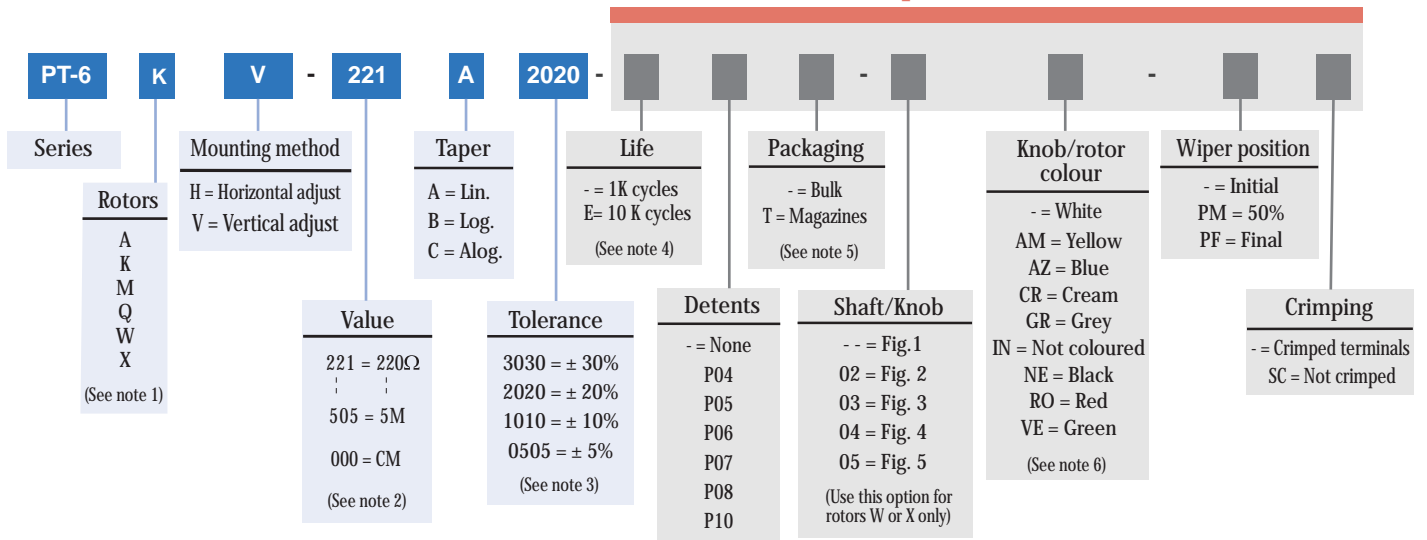 PT-6 K V - 221 A 2020 - - -
Series
Rotors
A
K
M
Q
W
X
(See note 1)
Mounting method
H = Horizontal adjust
V = Vertical adjust
Value
221 = 220Ω
505 = 5M
000 = CM
(See note 2)
Taper
A = Lin.
B = Log.
C = Alog.
Tolerance
3030 = ± 30%
2020 = ± 20%
1010 = ± 10%
0505 = ± 5%
(See note 3)
Life
- = 1K cycles
E= 10 K cycles
(See note 4)
Detents
- = None
P04
P05
P06
P07
P08
P10
Packaging
- = Bulk
T = Magazines
(See note 5)
Shaft/Knob
- - = Fig.1
02 = Fig. 2
03 = Fig. 3
04 = Fig. 4
05 = Fig. 5
(Use this option for
rotors W or X only)
Knob/rotor
colour
- = White
AM = Yellow
AZ = Blue
CR = Cream
GR = Grey
IN = Not coloured
NE = Black
RO = Red
VE = Green
(See note 6)
Wiper position
- = Initial
PM = 50%
PF = Final
Crimping
- = Crimped terminals
SC = Not crimped